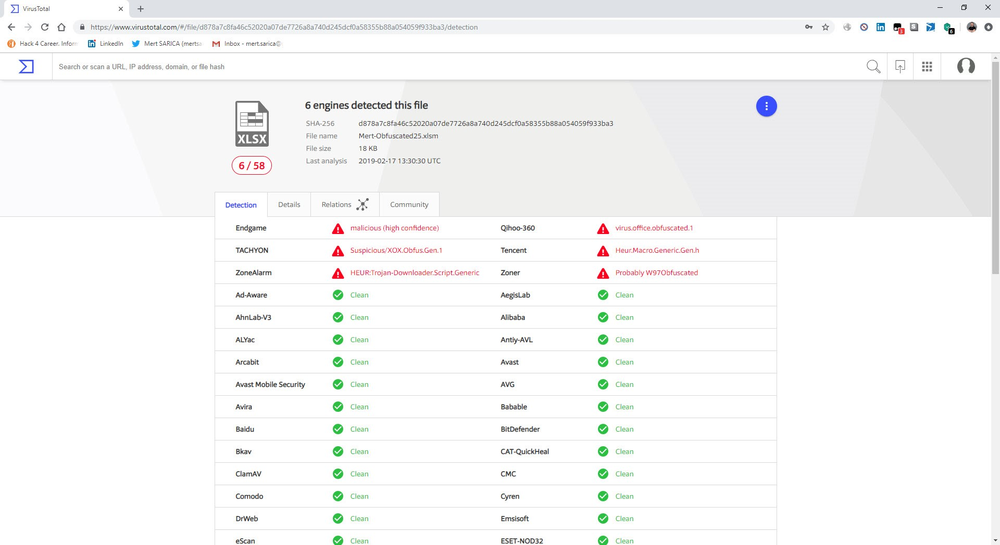 VirusTotal
https://www.virustotal.com/#/file/d878a7c8fa46c52020a07de7726a8a740d245dcf0a58355b88a054059f933ba3/detection
3
S
6
Hack 4 Career. Inform
LinkedIn
Mert SARICA (mertsa
Inbox - mert.sarica@
Search or scan a URL, IP address, domain, or file hash
XLSX
6 / 58
6 engines detected this file
SHA-256 d878a7c8fa46c52020a07de7726a8a740d245dcf0a58355b88a054059f933ba3
File name Mert-Obfuscated25.xlsm
File size 18 KB
Last analysis 2019-02-17 13:30:30 UTC
Detection
Details
Relations
Community
Endgame malicious (high confidence) Qihoo-360 virus.office.obfuscated.1
TACHYON Suspicious/XOX.Obfus.Gen.1 Tencent Heur.Macro.Generic.Gen.h
ZoneAlarm HEUR:Trojan-Downloader.Script.Generic Zoner Probably W97Obfuscated
Ad-Aware Clean AegisLab Clean
AhnLab-V3 Clean Alibaba Clean
ALYac Clean Antiy-AVL Clean
Arcabit Clean Avast Clean
Avast Mobile Security Clean AVG Clean
Avira Clean Babable Clean
Baidu Clean BitDefender Clean
Bkav Clean CAT-QuickHeal Clean
ClamAV Clean CMC Clean
Comodo Clean Cyren Clean
DrWeb Clean Emsisoft Clean
eScan Clean ESET-NOD32 Clean